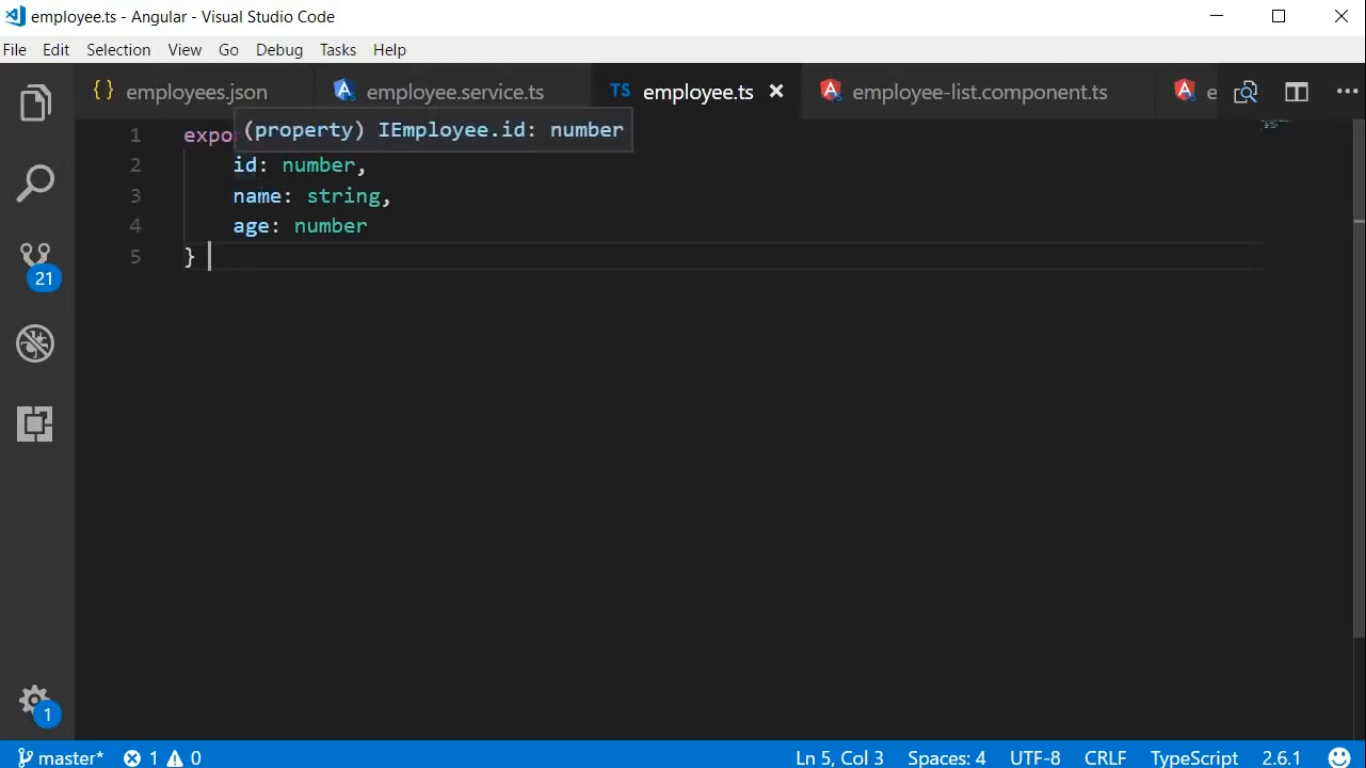 employee.ts - Angular - Visual Studio Code
File Edit Selection View Go Debug Tasks Help
{} employees.json employee.service.ts TS employee.ts × employee-list.component.ts e ...
(property) IEmployee.id: number
1 expo
2 id: number,
3 name: string,
4 age: number
5 }
21
1
master* 1 0 Ln 5, Col 3 Spaces: 4 UTF-8 CRLF TypeScript 2.6.1